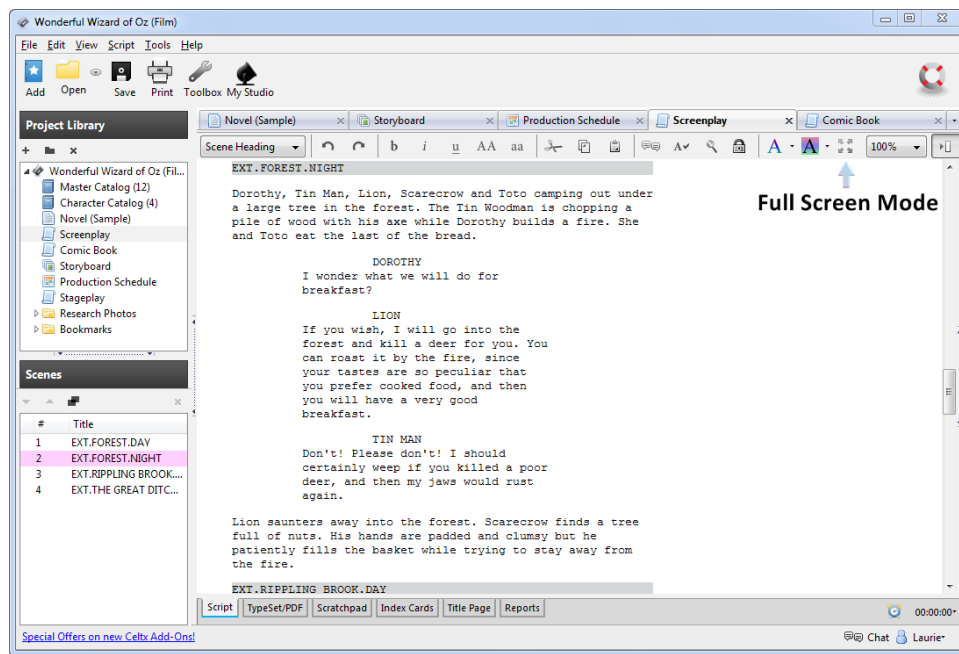 Wonderful Wizard of Oz (Film)
File Edit View Script Tools Help
Add Open Save Print Toolbox My Studio
Project Library
Wonderful Wizard of Oz (Fil...
Master Catalog (12)
Character Catalog (4)
Novel (Sample)
Screenplay
Comic Book
Storyboard
Production Schedule
Stageplay
Research Photos
Bookmarks
Scenes
# Title
1 EXT.FOREST.DAY
2 EXT.FOREST.NIGHT
3 EXT.RIPPLING BROOK....
4 EXT.THE GREAT DITC...
Novel (Sample) Storyboard Production Schedule Screenplay Comic Book
Scene Heading b i u AA aa A A A 100%
Full Screen Mode
EXT.FOREST.NIGHT
Dorothy, Tin Man, Lion, Scarecrow and Toto camping out under
a large tree in the forest. The Tin Woodman is chopping a
pile of wood with his axe while Dorothy builds a fire. She
and Toto eat the last of the bread.
DOROTHY
I wonder what we will do for
breakfast?
LION
If you wish, I will go into the
forest and kill a deer for you. You
can roast it by the fire, since
your tastes are so peculiar that
you prefer cooked food, and then
you will have a very good
breakfast.
TIN MAN
Don't! Please don't! I should
certainly weep if you killed a poor
deer, and then my jaws would rust
again.
Lion saunters away into the forest. Scarecrow finds a tree
full of nuts. His hands are padded and clumsy but he
patiently fills the basket while trying to stay away from
the fire.
EXT.RIPPLING BROOK.DAY
Script TypeSet/PDF Scratchpad Index Cards Title Page Reports
00:00:00
Special Offers on new Celtx Add-Ons!
Chat Laurie